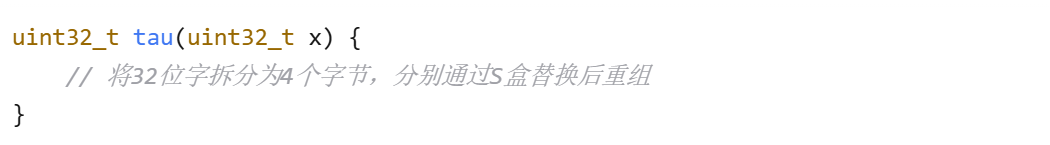 uint32_t tau(uint32_t x) {
    // 将32位字拆分为4个字节，分别通过S盒替换后重组
}